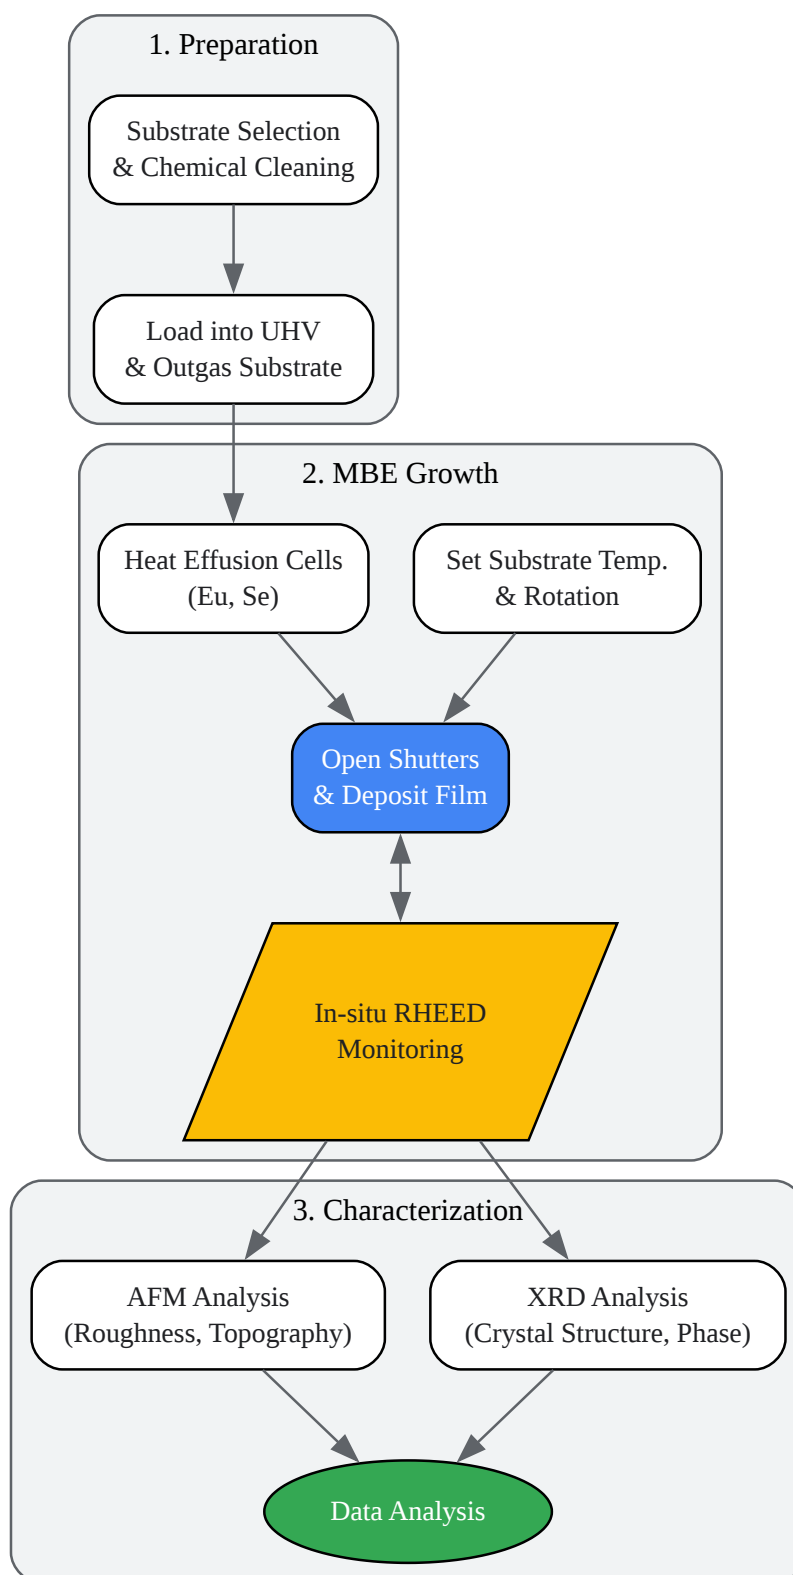 1. Preparation
Substrate Selection
& Chemical Cleaning
Load into UHV
& Outgas Substrate
2. MBE Growth
Heat Effusion Cells
(Eu, Se)
Set Substrate Temp.
& Rotation
Open Shutters
& Deposit Film
In-situ RHEED
Monitoring
3. Characterization
AFM Analysis
(Roughness, Topography)
XRD Analysis
(Crystal Structure, Phase)
Data Analysis